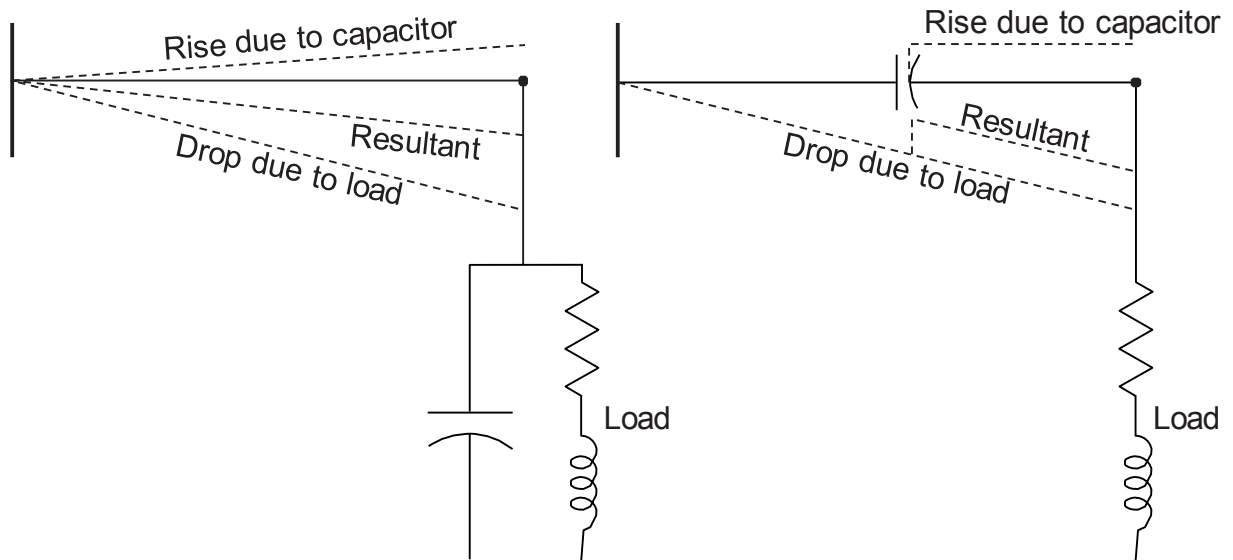 Rise due to capacitor
Resultant
Drop due to load
Load
Rise due to capacitor
Resultant
Drop due to load
Load